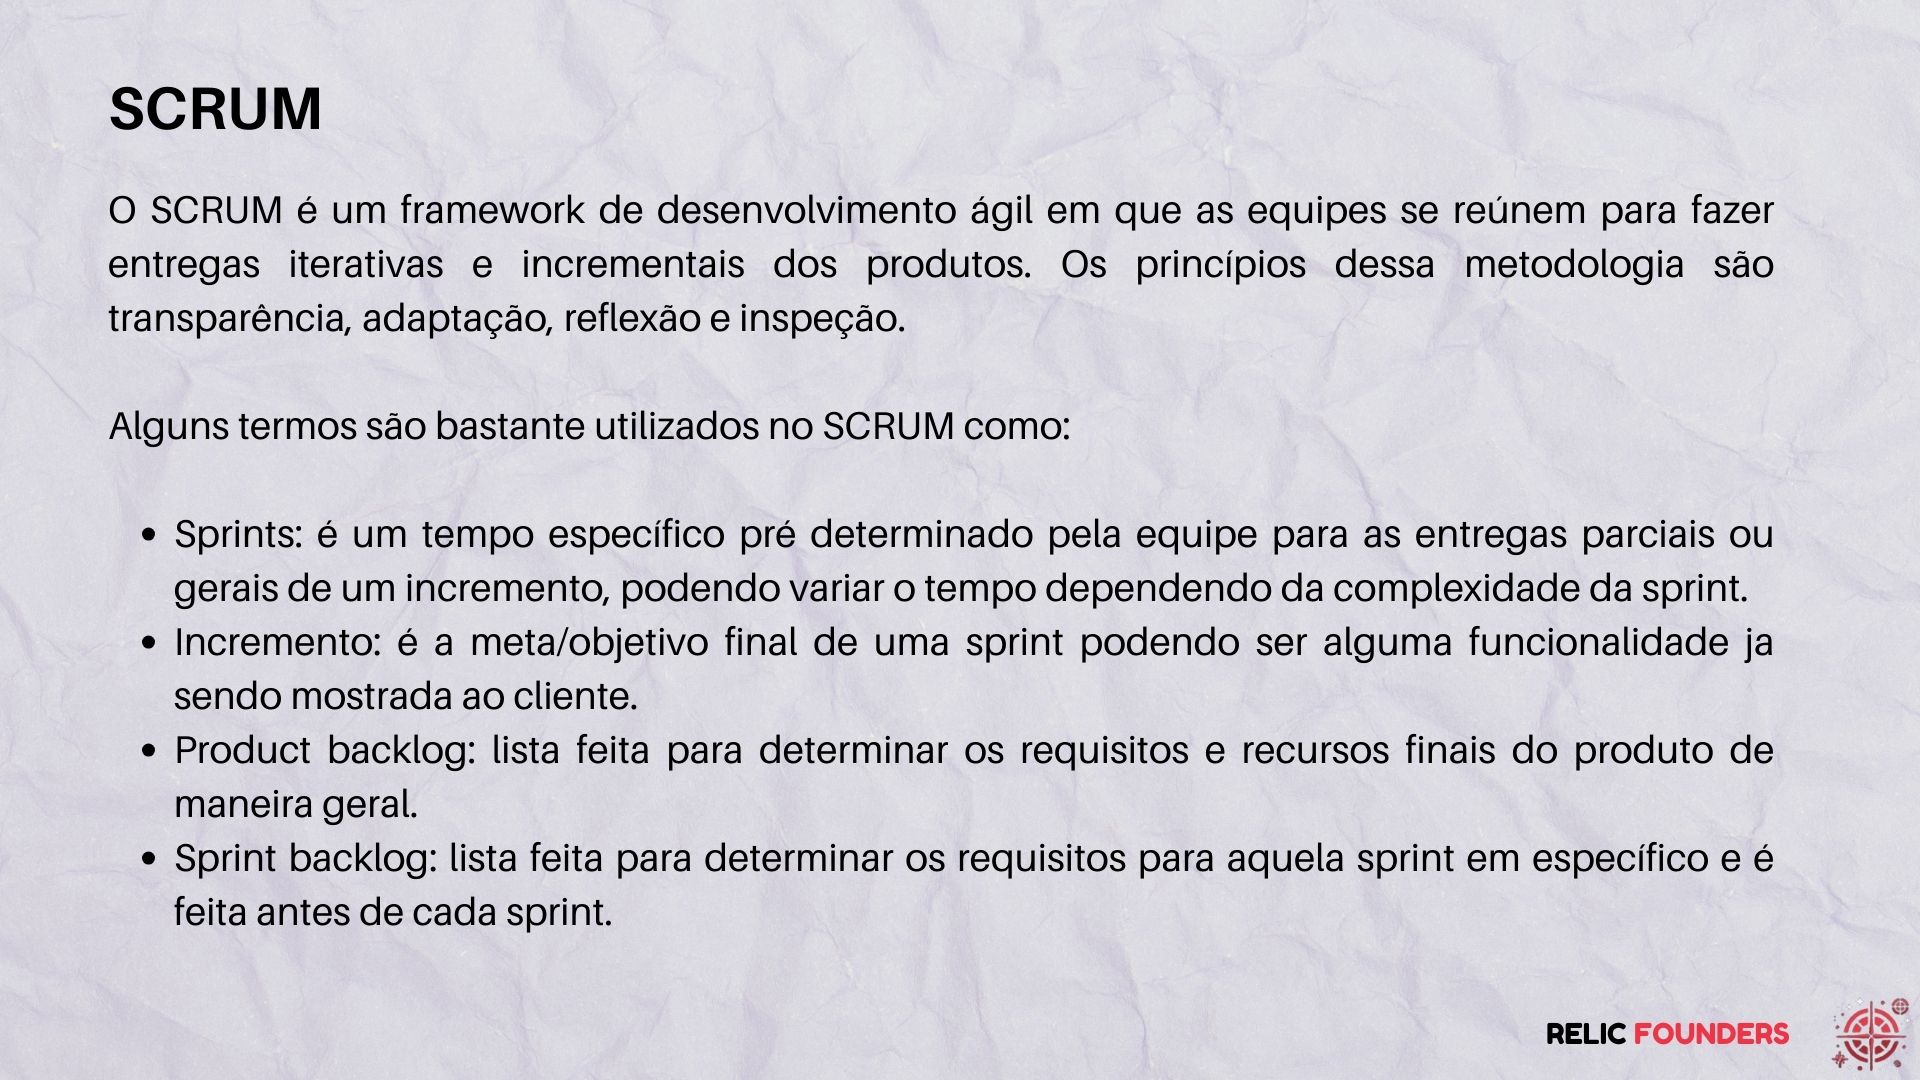 SCRUM
O SCRUM é um framework de desenvolvimento ágil em que as equipes se reúnem para fazer
entregas iterativas e incrementais dos produtos. Os princípios dessa metodologia são
transparência, adaptação, reflexão e inspeção.
Alguns termos são bastante utilizados no SCRUM como:
• Sprints: é um tempo específico pré determinado pela equipe para as entregas parciais ou
gerais de um incremento, podendo variar o tempo dependendo da complexidade da sprint.
• Incremento: é a meta/objetivo final de uma sprint podendo ser alguma funcionalidade ja
sendo mostrada ao cliente.
• Product backlog: lista feita para determinar os requisitos e recursos finais do produto de
maneira geral.
• Sprint backlog: lista feita para determinar os requisitos para aquela sprint em específico e é
feita antes de cada sprint.
RELIC FOUNDERS